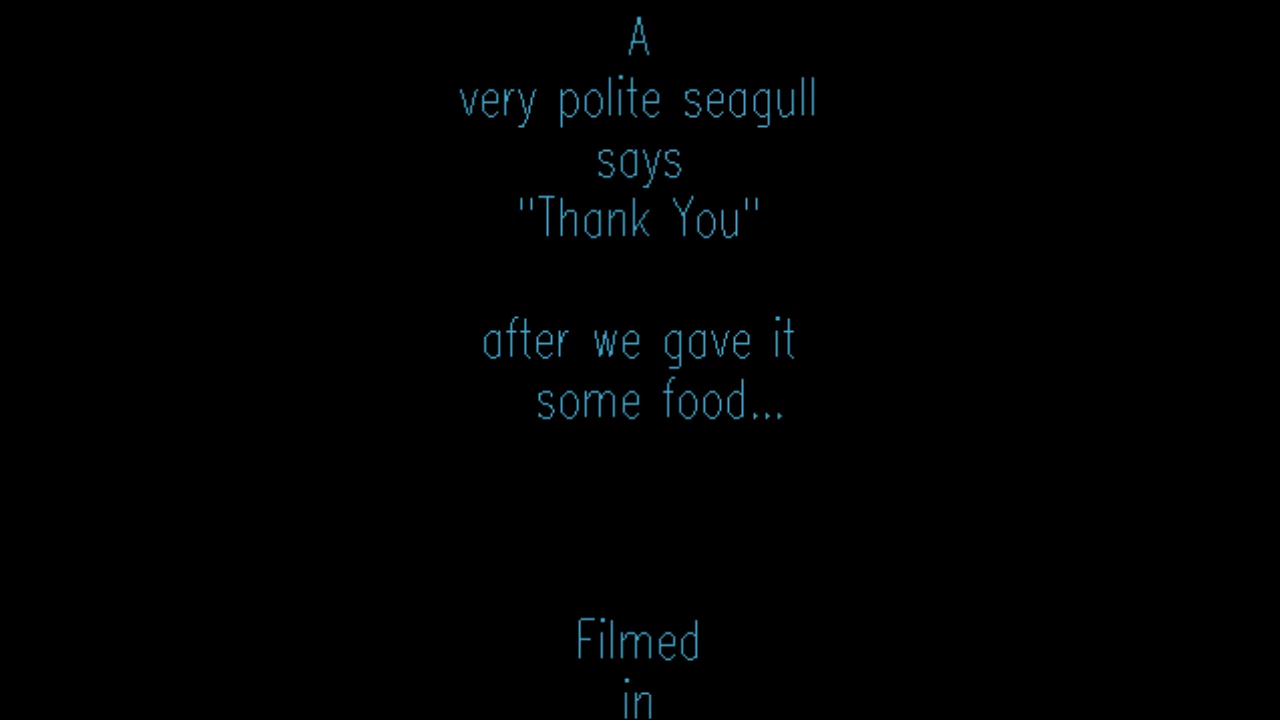 A
very polite seagull
says
"Thank You"
after we gave it
some food...
Filmed
in